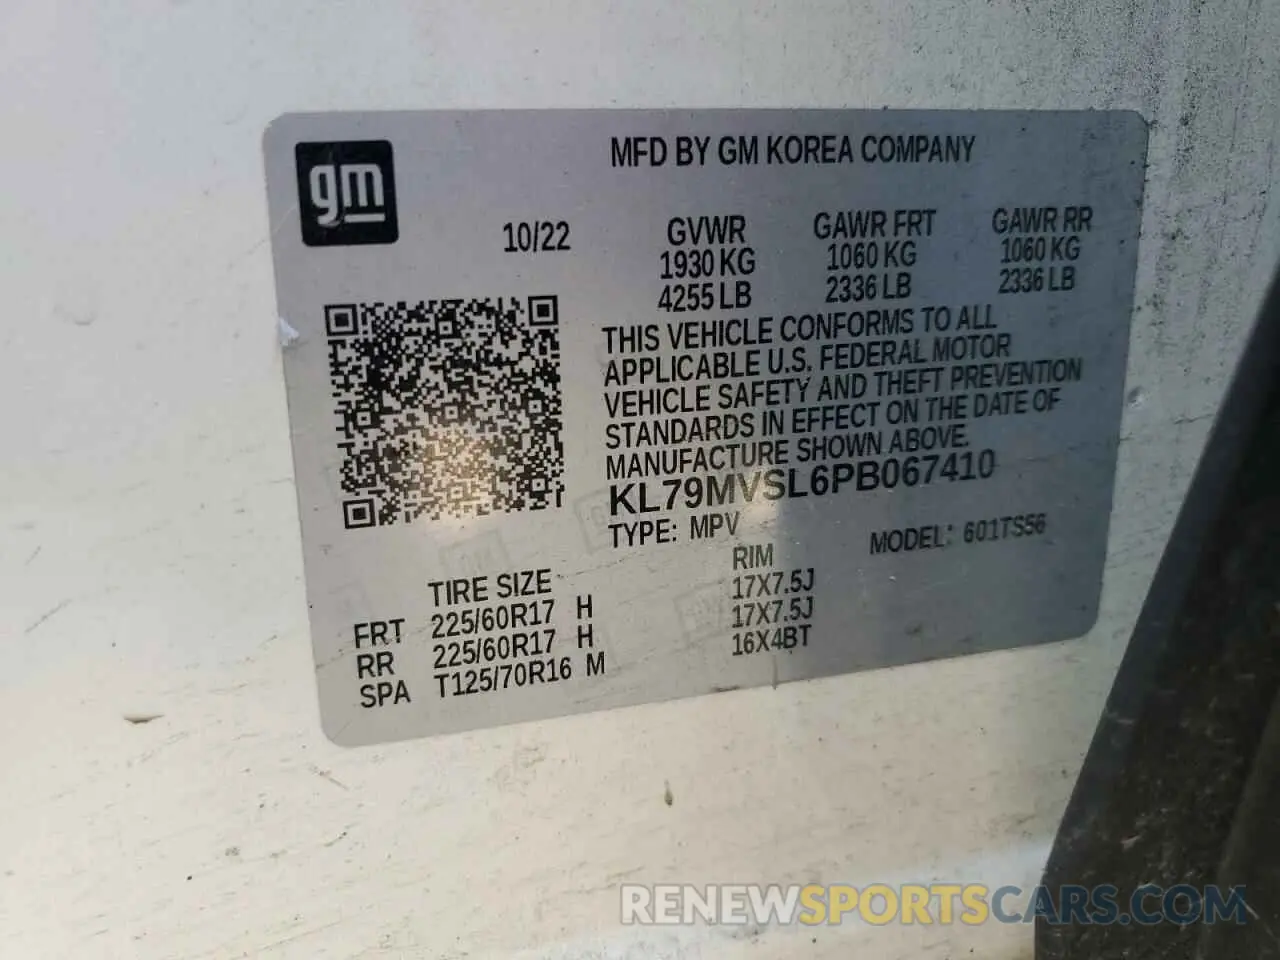 gm
MFD BY GM KOREA COMPANY
10/22
GVWR
1930 KG
4255 LB
GAWR FRT
1060 KG
2336 LB
GAWR RR
1060 KG
2336 LB
THIS VEHICLE CONFORMS TO ALL
APPLICABLE U.S. FEDERAL MOTOR
VEHICLE SAFETY AND THEFT PREVENTION
STANDARDS IN EFFECT ON THE DATE OF
MANUFACTURE SHOWN ABOVE.
KL79MVSL6PB067410
TYPE: MPV
MODEL: 601TS56
TIRE SIZE RIM
FRT 225/60R17 H 17X7.5J
RR 225/60R17 H 17X7.5J
SPA T125/70R16 M 16X4BT
RENEWSPORTSCARS.COM